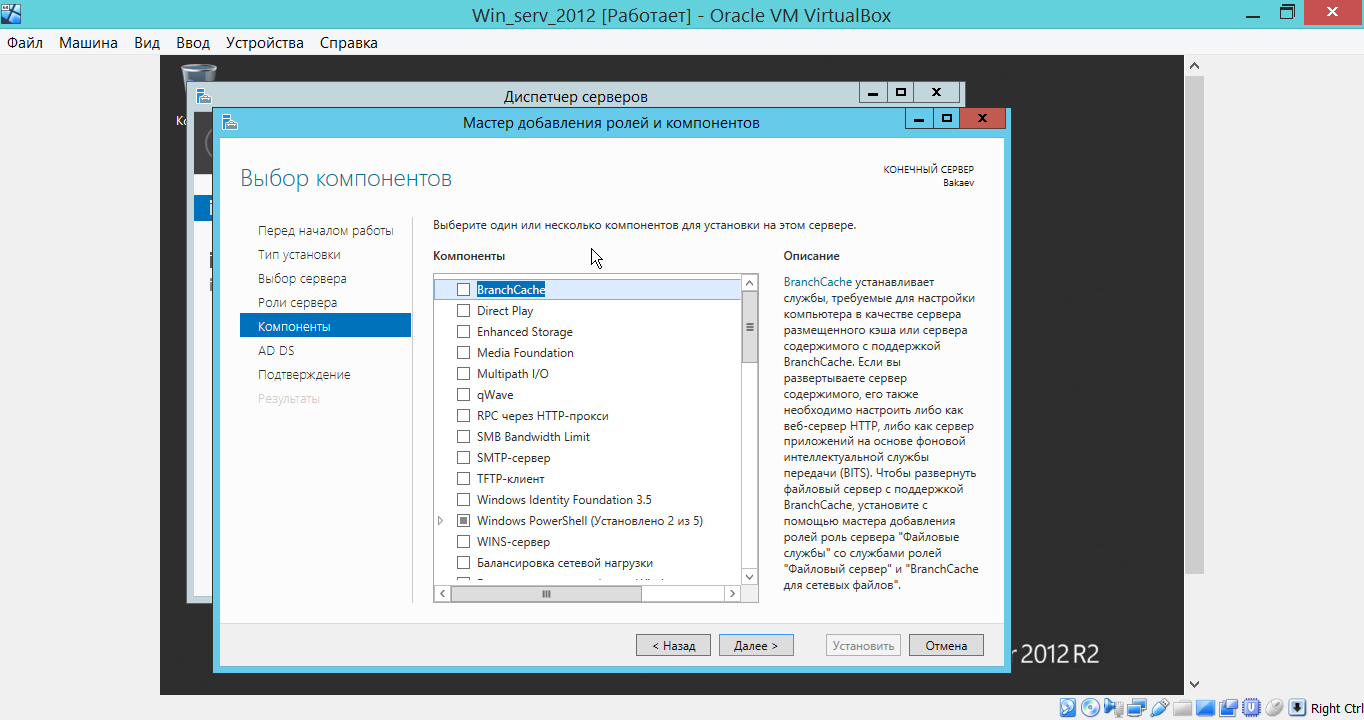 Win_serv_2012 [Работает] - Oracle VM VirtualBox
Файл Машина Вид Ввод Устройства Справка
Диспетчер серверов
Мастер добавления ролей и компонентов
Выбор компонентов
КОНЕЧНЫЙ СЕРВЕР
Bakaev
Перед началом работы
Тип установки
Выбор сервера
Роли сервера
Компоненты
AD DS
Подтверждение
Результаты
Выберите один или несколько компонентов для установки на этом сервере.
Компоненты
BranchCache
Direct Play
Enhanced Storage
Media Foundation
Multipath I/O
qWave
RPC через HTTP-прокси
SMB Bandwidth Limit
SMTP-сервер
TFTP-клиент
Windows Identity Foundation 3.5
Windows PowerShell (Установлено 2 из 5)
WINS-сервер
Балансировка сетевой нагрузки
Описание
BranchCache устанавливает
службы, требуемые для настройки
компьютера в качестве сервера
размещенного кэша или сервера
содержимого с поддержкой
BranchCache. Если вы
развертываете сервер
содержимого, его также
необходимо настроить либо как
веб-сервер HTTP, либо как сервер
приложений на основе фоновой
интеллектуальной службы
передачи (BITS). Чтобы развернуть
файловый сервер с поддержкой
BranchCache, установите с
помощью мастера добавления
ролей роль сервера "Файловые
службы" со службами ролей
"Файловый сервер" и "BranchCache
для сетевых файлов".
< Назад Далее > Установить Отмена
r 2012 R2
Right Ctrl